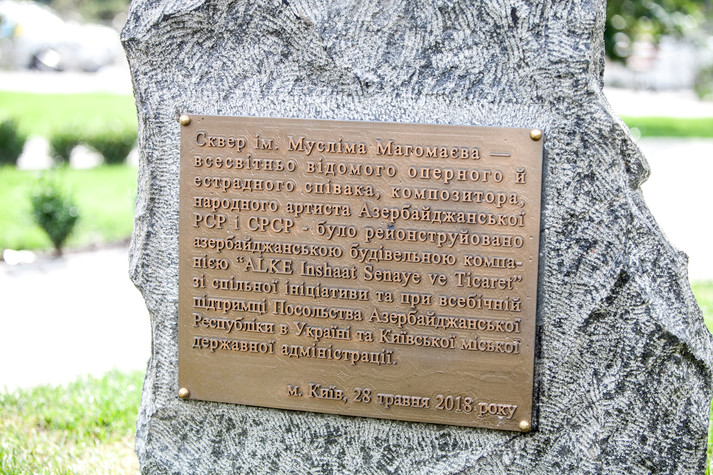 Сквер ім. Мусліма Магомаєва —
всесвітньо відомого оперного й
естрадного співака, композитора,
народного артиста Азербайджанської
РСР і СРСР - було реконструйовано
азербайджанською будівельною компа-
нією “ALKE Inshaat Senaye ve Ticaret”
зі спільної ініціативи та при всебічній
підтримці Посольства Азербайджанської
Республіки в Україні та Київської міської
державної адміністрації.
м. Київ, 28 травня 2018 року